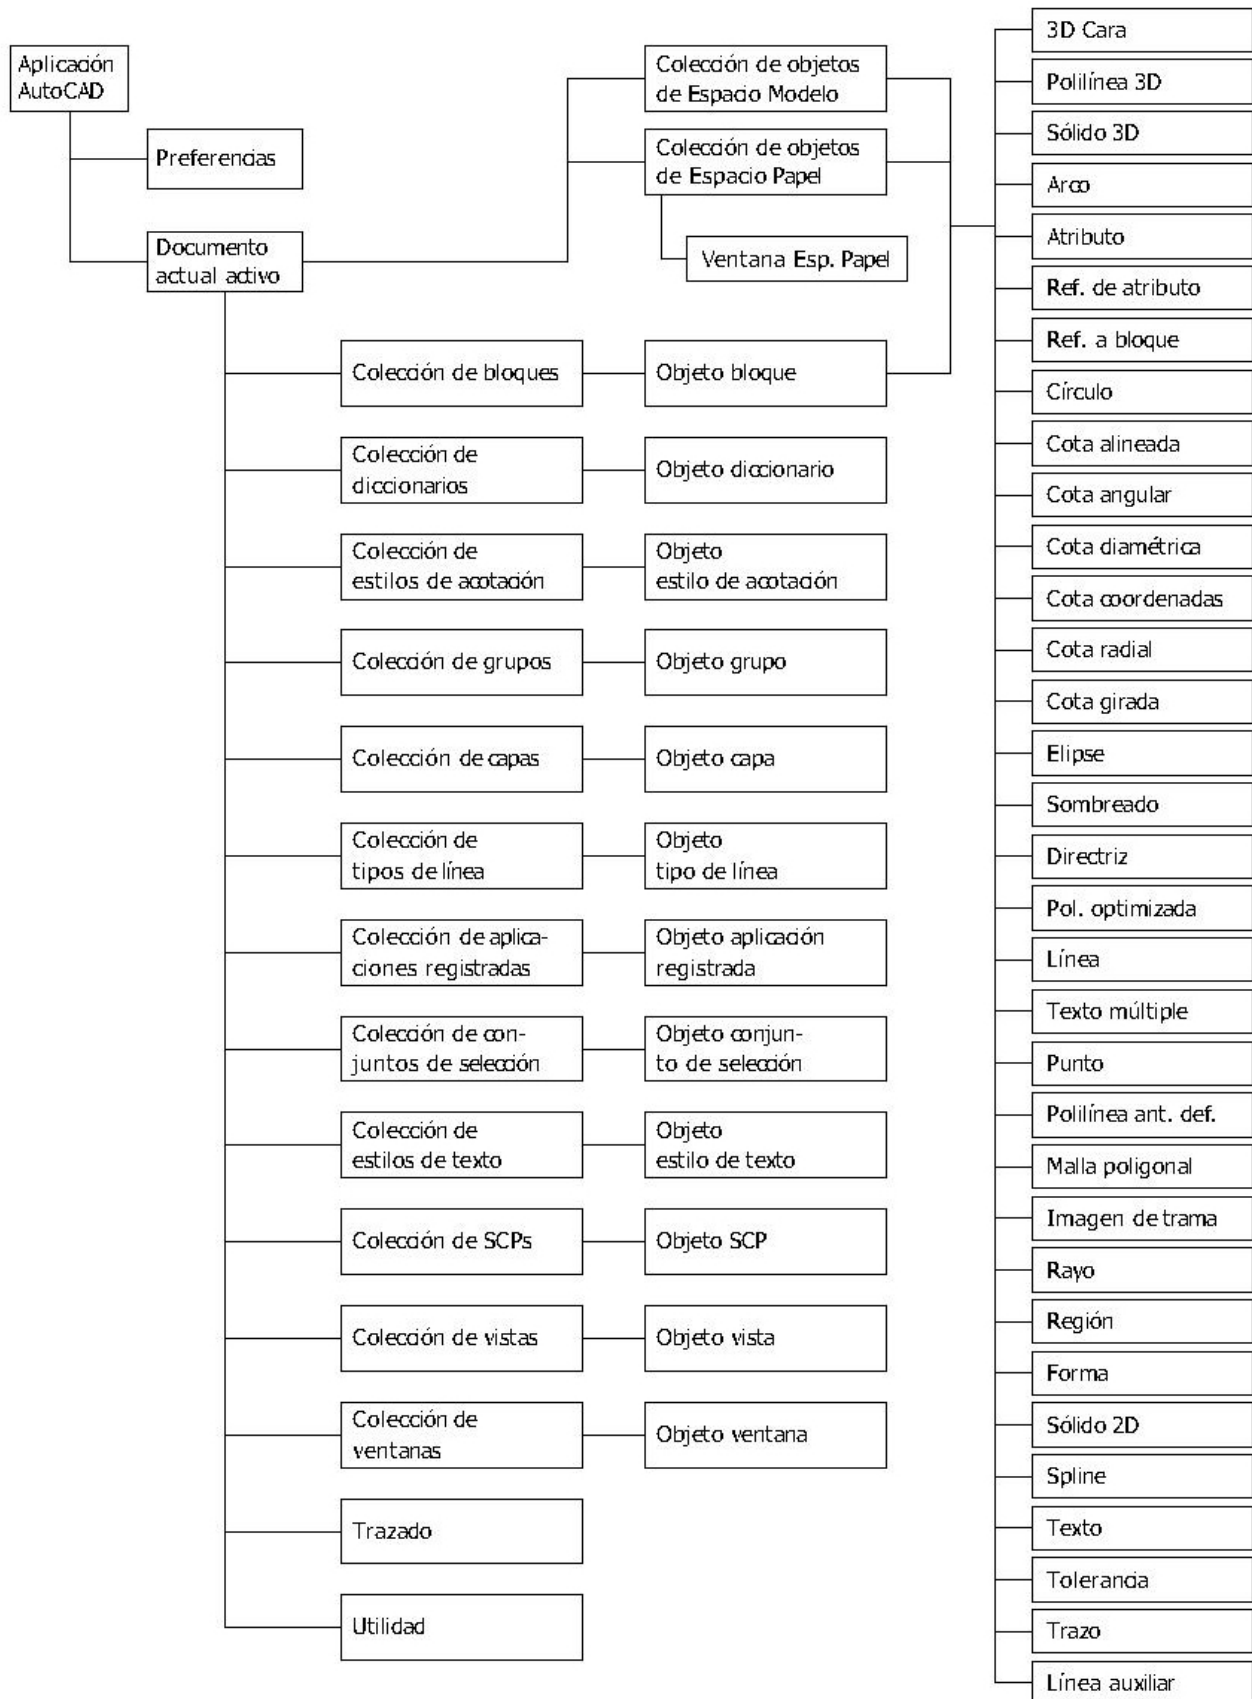 Aplicación
AutoCAD
Preferencias
Documento
actual activo
Colección de objetos
de Espacio Modelo
Colección de objetos
de Espacio Papel
Ventana Esp. Papel
Colección de bloques
Objeto bloque
Colección de
diccionarios
Objeto diccionario
Colección de
estilos de acotación
Objeto
estilo de acotación
Colección de grupos
Objeto grupo
Colección de capas
Objeto capa
Colección de
tipos de línea
Objeto
tipo de línea
Colección de aplica-
ciones registradas
Objeto aplicación
registrada
Colección de con-
juntos de selección
Objeto conjun-
to de selección
Colección de
estilos de texto
Objeto
estilo de texto
Colección de SCPs
Objeto SCP
Colección de vistas
Objeto vista
Colección de
ventanas
Objeto ventana
Trazado
Utilidad
3D Cara
Polilínea 3D
Sólido 3D
Arco
Atributo
Ref. de atributo
Ref. a bloque
Círculo
Cota alineada
Cota angular
Cota diamétrica
Cota coordenadas
Cota radial
Cota girada
Elipse
Sombreado
Directriz
Pol. optimizada
Línea
Texto múltiple
Punto
Polilínea ant. def.
Malla poligonal
Imagen de trama
Rayo
Región
Forma
Sólido 2D
Spline
Texto
Tolerancia
Trazo
Línea auxiliar